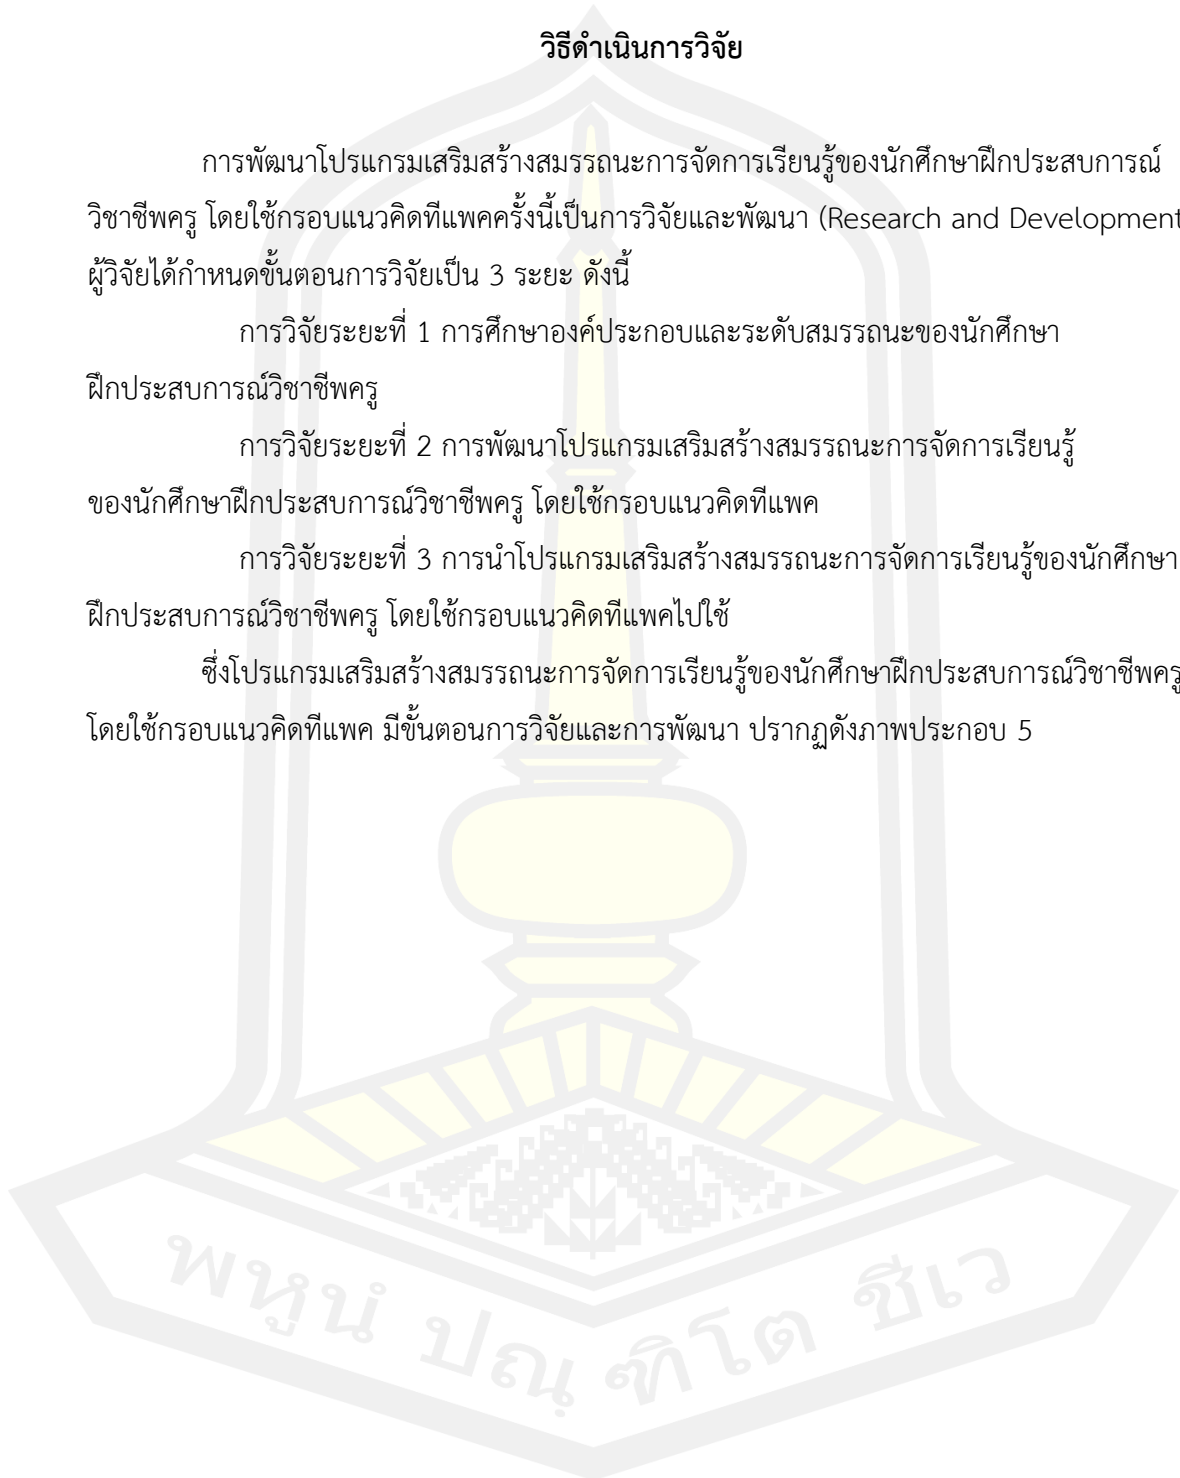 วิธีดำเนินการวิจัย
การพัฒนาโปรแกรมเสริมสร้างสมรรถนะการจัดการเรียนรู้ของนักศึกษาฝึกประสบการณ์
วิชาชีพครู โดยใช้กรอบแนวคิดทีแพคครั้งนี้เป็นการวิจัยและพัฒนา (Research and Development
ผู้วิจัยได้กำหนดขั้นตอนการวิจัยเป็น 3 ระยะ ดังนี้
การวิจัยระยะที่ 1 การศึกษาองค์ประกอบและระดับสมรรถนะของนักศึกษา
ฝึกประสบการณ์วิชาชีพครู
การวิจัยระยะที่ 2 การพัฒนาโปรแกรมเสริมสร้างสมรรถนะการจัดการเรียนรู้
ของนักศึกษาฝึกประสบการณ์วิชาชีพครู โดยใช้กรอบแนวคิดทีแพค
การวิจัยระยะที่ 3 การนำโปรแกรมเสริมสร้างสมรรถนะการจัดการเรียนรู้ของนักศึกษา
ฝึกประสบการณ์วิชาชีพครู โดยใช้กรอบแนวคิดทีแพคไปใช้
ซึ่งโปรแกรมเสริมสร้างสมรรถนะการจัดการเรียนรู้ของนักศึกษาฝึกประสบการณ์วิชาชีพครู
โดยใช้กรอบแนวคิดทีแพค มีขั้นตอนการวิจัยและการพัฒนา ปรากฏดังภาพประกอบ 5
พหูนํ ปณฺฑิโต ชีเว